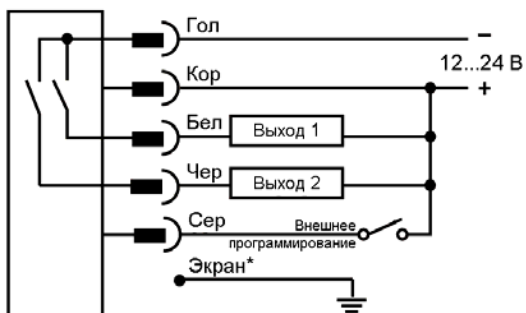 Гол
−
12...24 В
Кор
+
Бел
Выход 1
Чер
Выход 2
Сер
Внешнее
программирование
Экран*